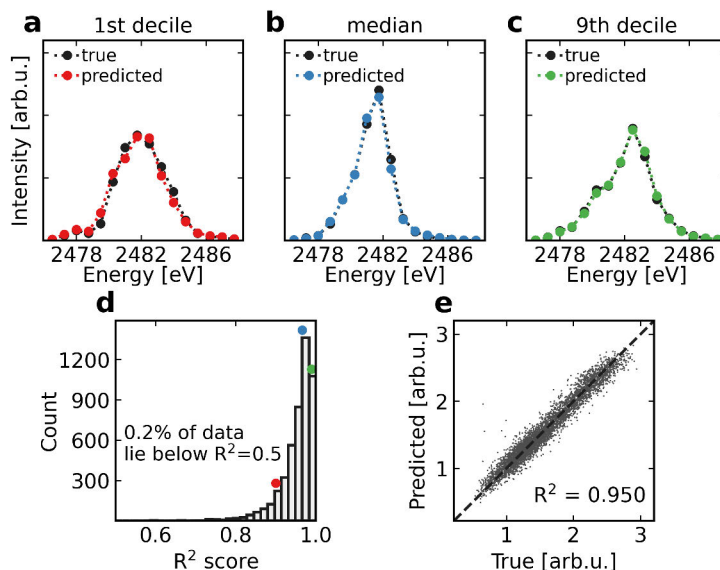 a 1st decile
true
predicted
Intensity [arb.u.]
2478 2482 2486
Energy [eV]
b median
true
predicted
2478 2482 2486
Energy [eV]
c 9th decile
true
predicted
2478 2482 2486
Energy [eV]
d
1200
900
600
300
Count
0.2% of data
lie below R²=0.5
0.6 0.8 1.0
R² score
e
3
2
1
Predicted [arb.u.]
R² = 0.950
1 2 3
True [arb.u.]